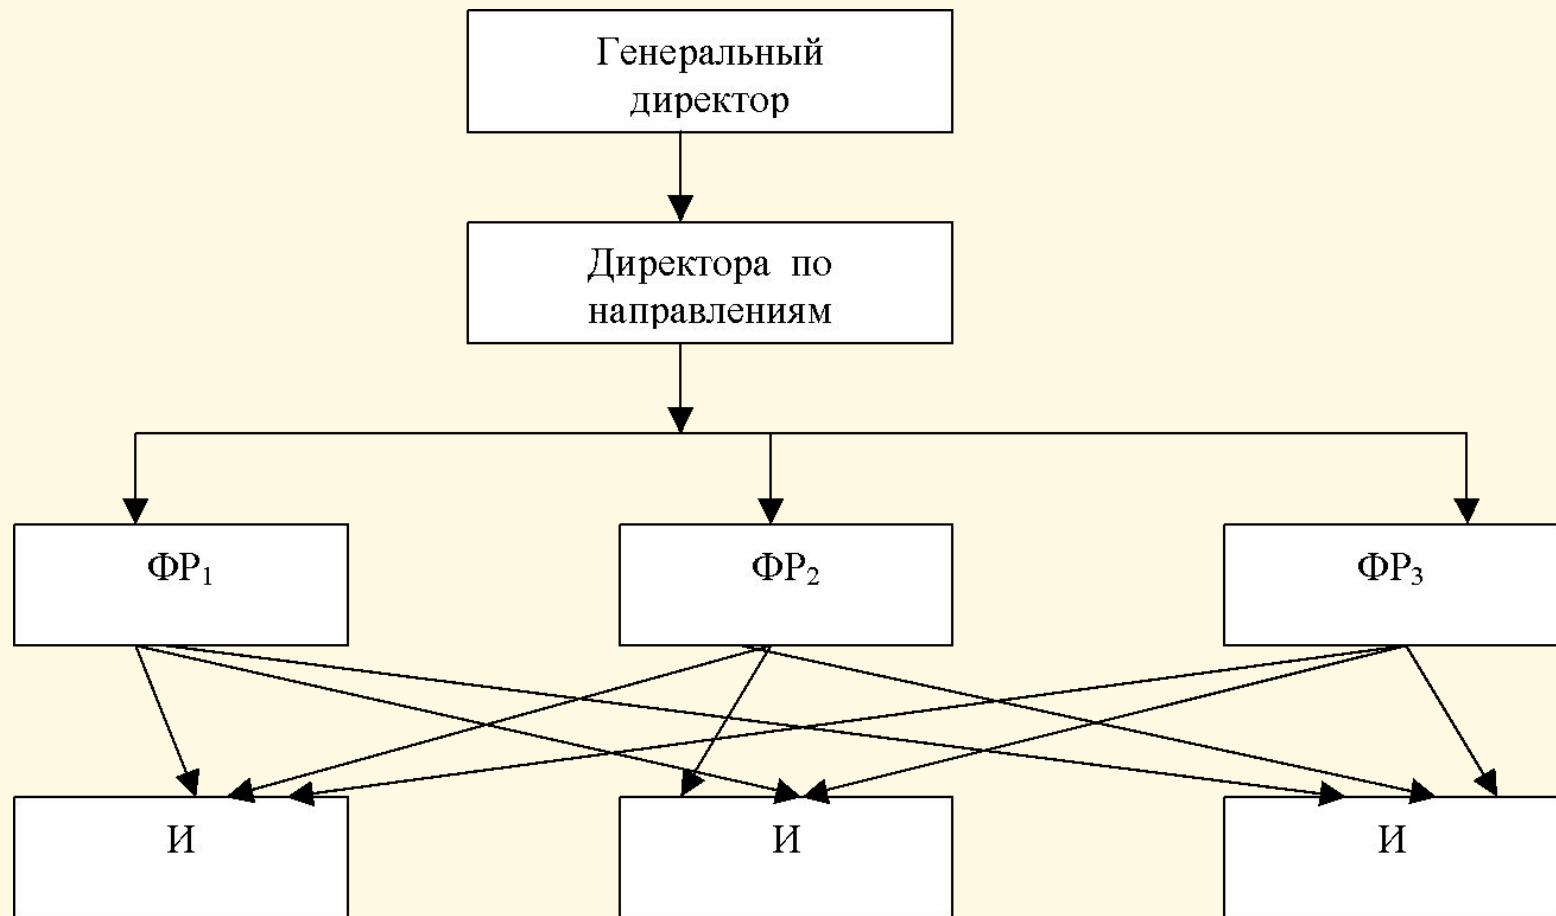 Генеральный
директор
Директора по
направлениям
ФР₁
ФР₂
ФР₃
И
И
И